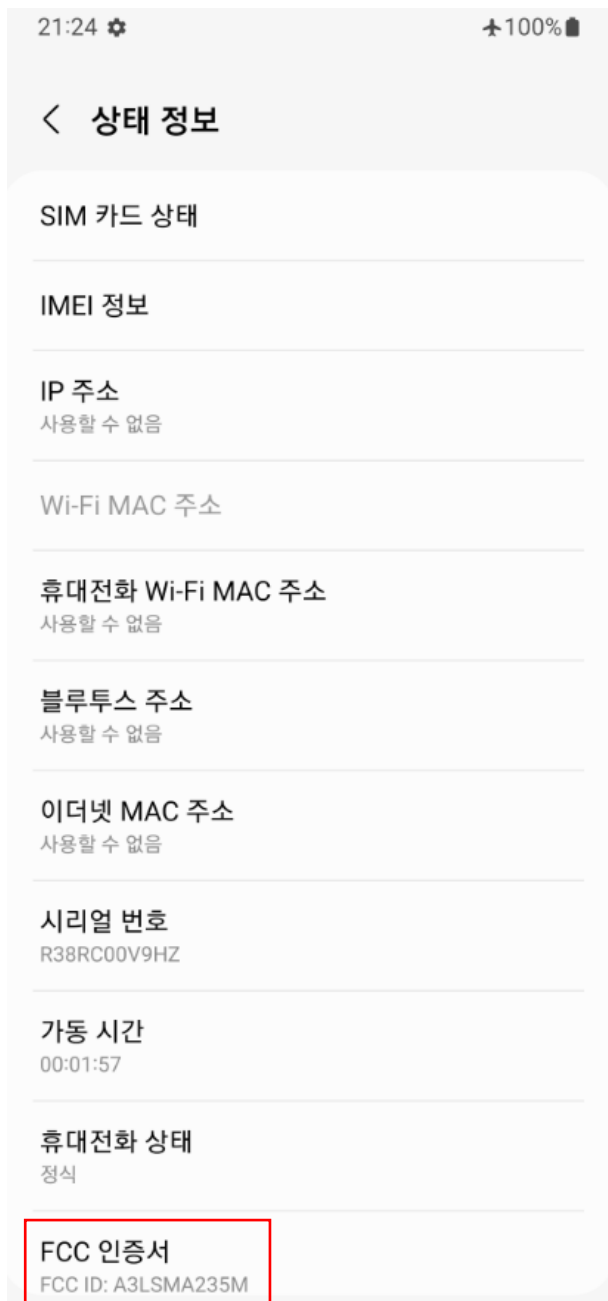 21:24
100%
상태 정보
SIM 카드 상태
IMEI 정보
IP 주소
사용할 수 없음
Wi-Fi MAC 주소
휴대전화 Wi-Fi MAC 주소
사용할 수 없음
블루투스 주소
사용할 수 없음
이더넷 MAC 주소
사용할 수 없음
시리얼 번호
R38RC00V9HZ
가동 시간
00:01:57
휴대전화 상태
정식
FCC 인증서
FCC ID: A3LSMA235M